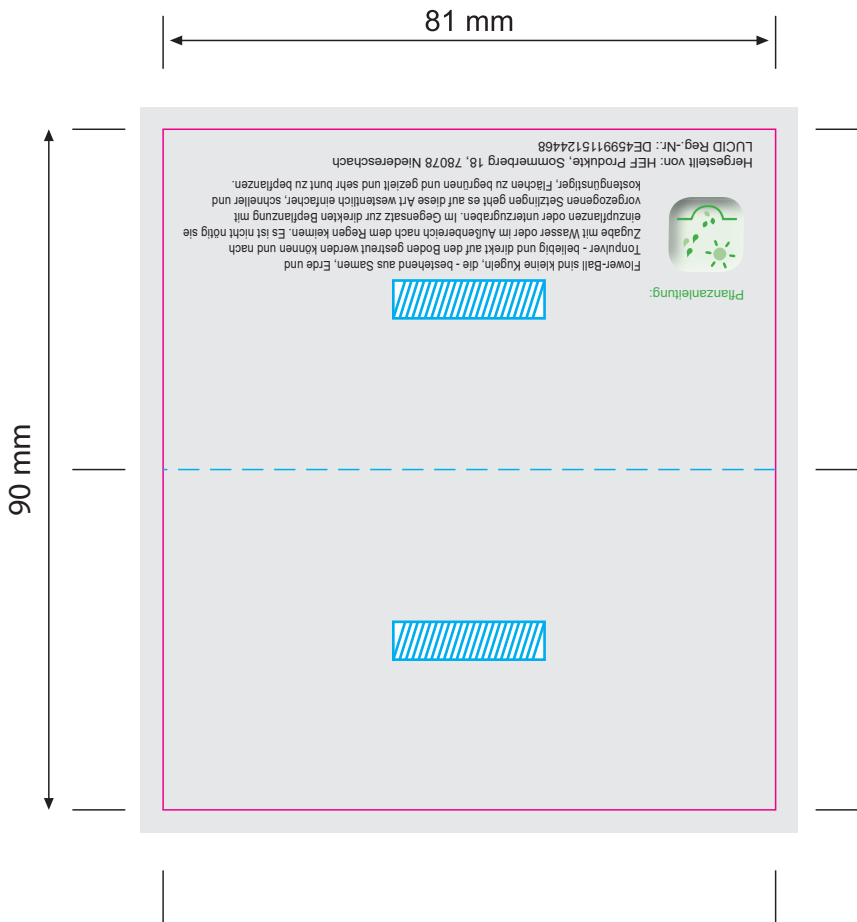 81 mm
90 mm
Pflanzanleitung:
Flower-Ball sind kleine Kugeln, die - bestehend aus Samen, Erde und
Tonpulver - beliebig und direkt auf den Boden gestreut werden können und nach
Zugabe mit Wasser oder im Außenbereich nach dem Regen keimen. Es ist nicht nötig sie
einzupflanzen oder unterzugraben. Im Gegensatz zur direkten Bepflanzung mit
vorgezogenen Setzlingen geht es auf diese Art westentlich einfacher, schneller und
kostengünstiger, Flächen zu begrünen und gezielt und sehr bunt zu bepflanzen.
Hergestellt von: HEF Produkte, Sommerberg 18, 78078 Niedereschach
LUCID Reg.-Nr.: DE4599115124468